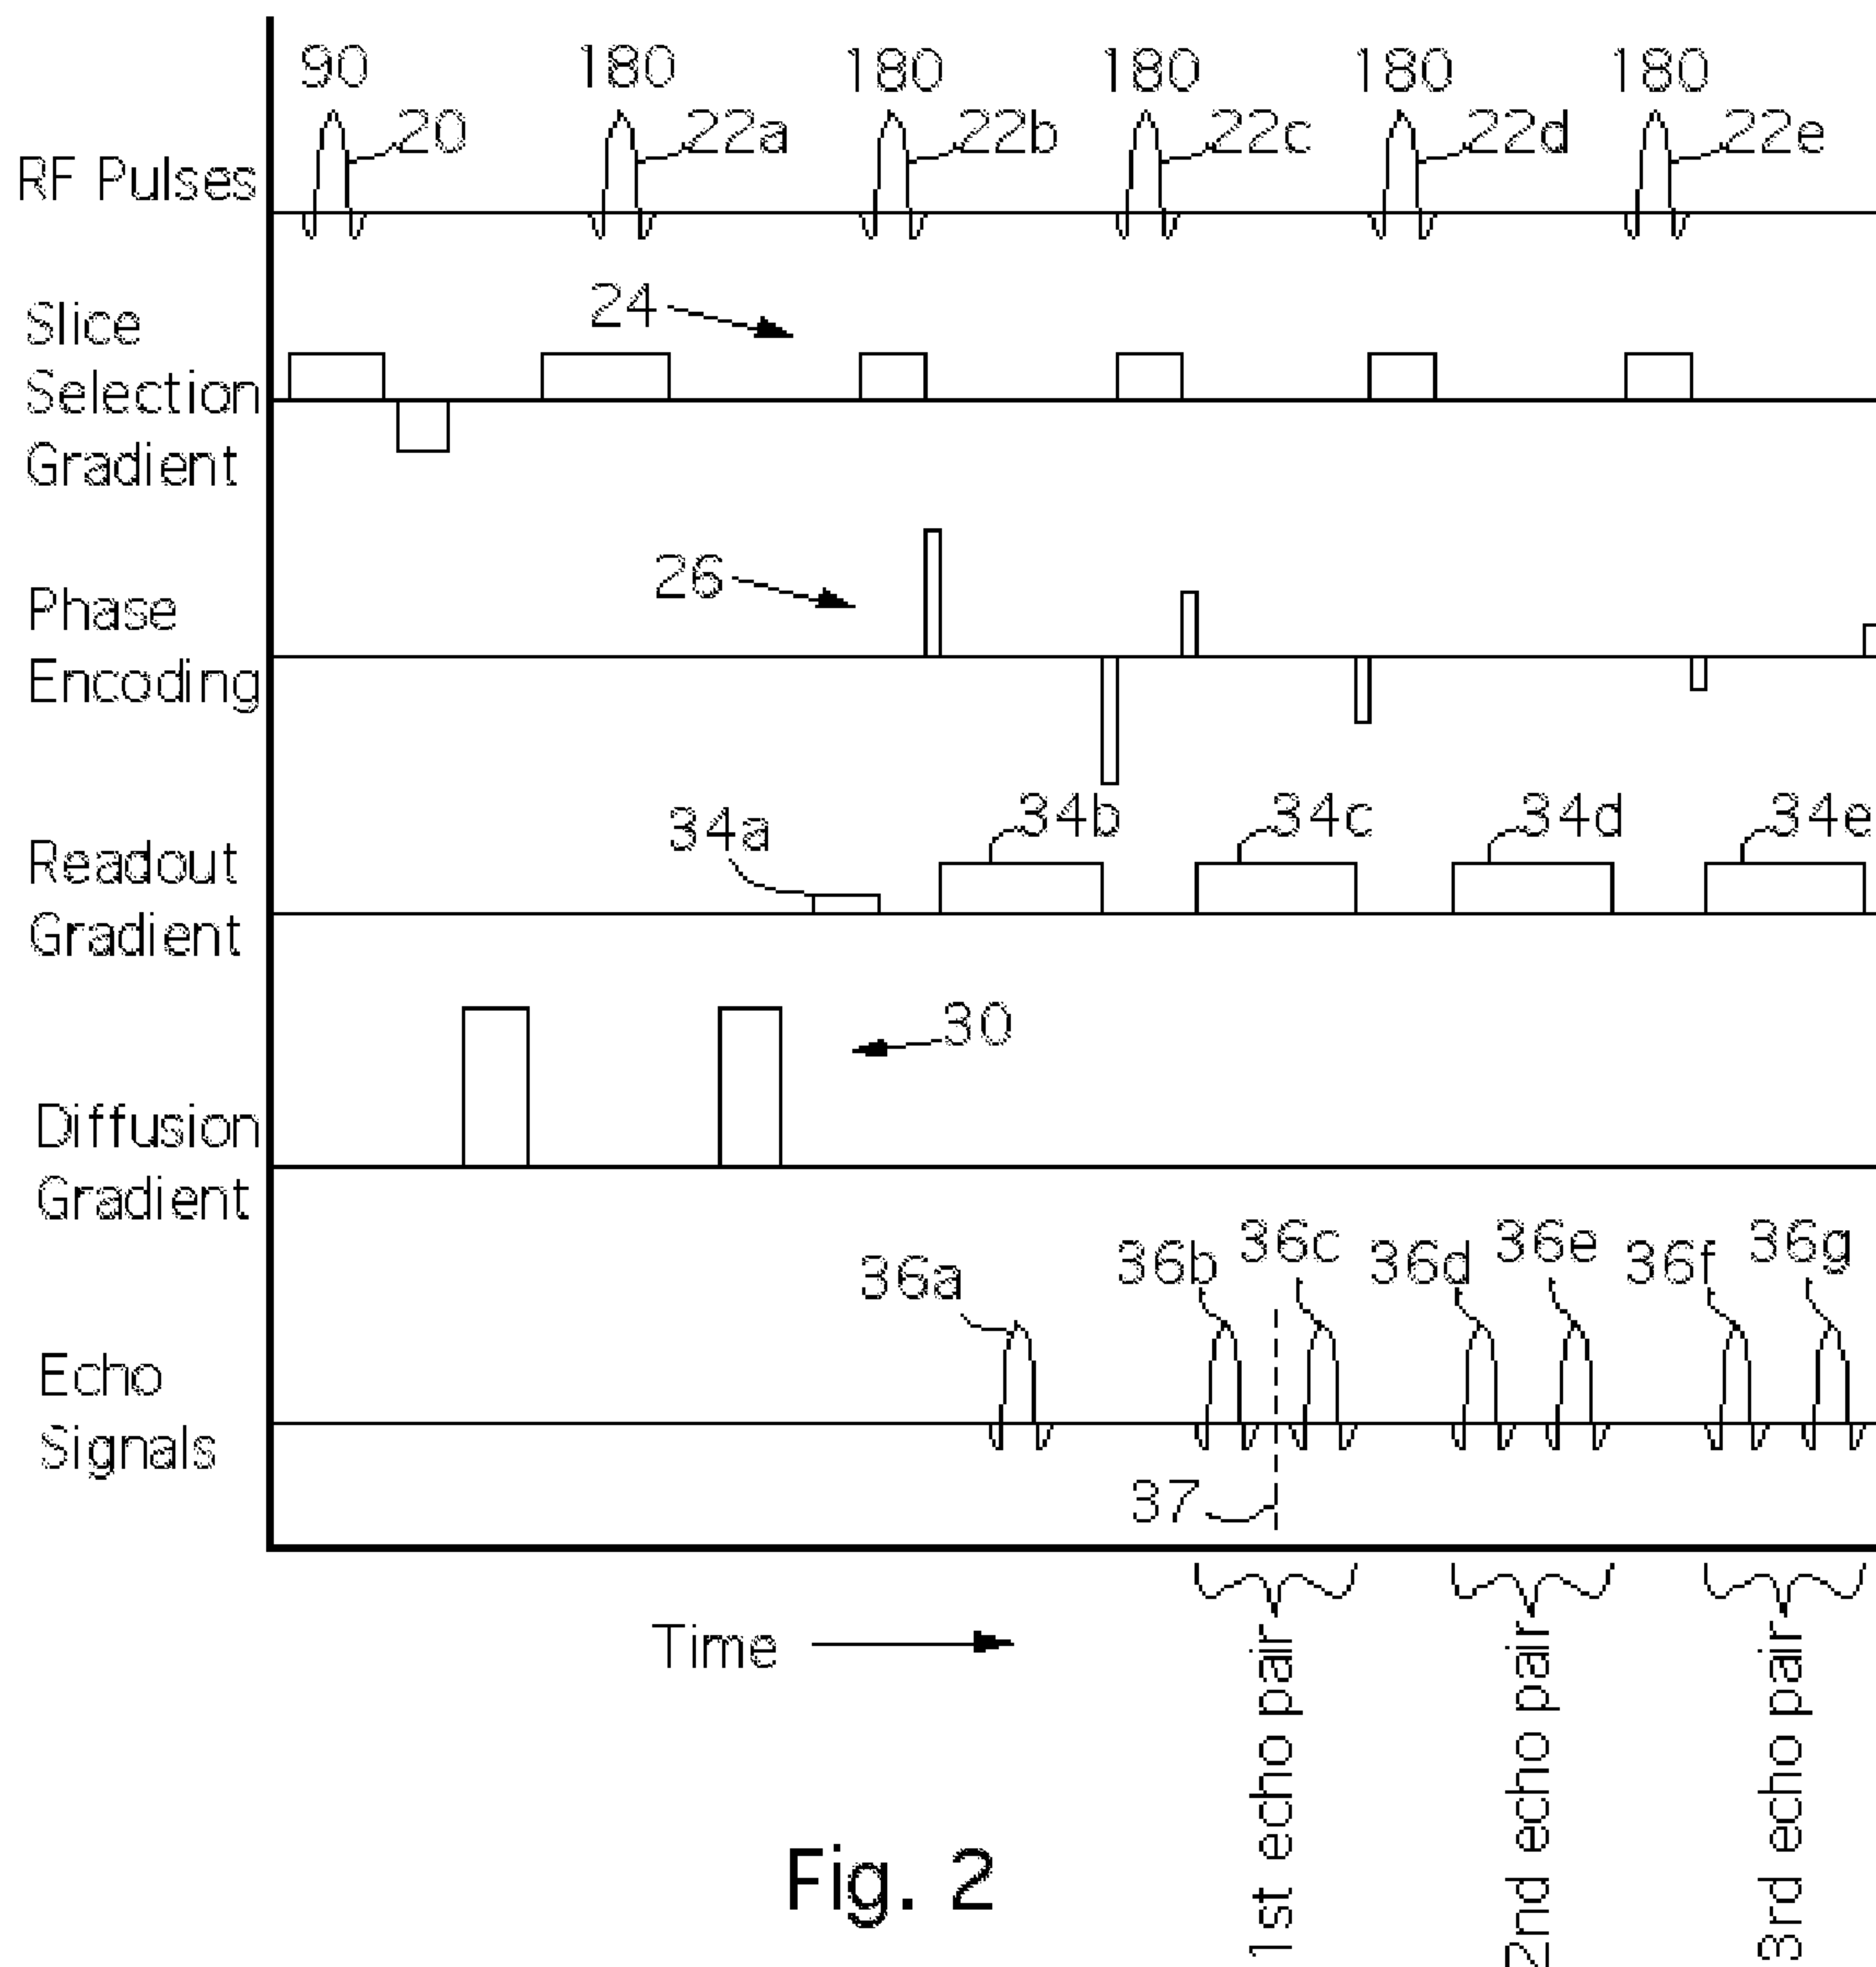 90 180 180 180 180 180
20 22a 22b 22c 22d 22e
RF Pulses
24
Slice
Selection
Gradient
26
Phase
Encoding
34a 34b 34c 34d 34e
Readout
Gradient
30
Diffusion
Gradient
36a 36b 36c 36d 36e 36f 36g
Echo
Signals
37
Time
1st echo pair
2nd echo pair
3rd echo pair
Fig. 2